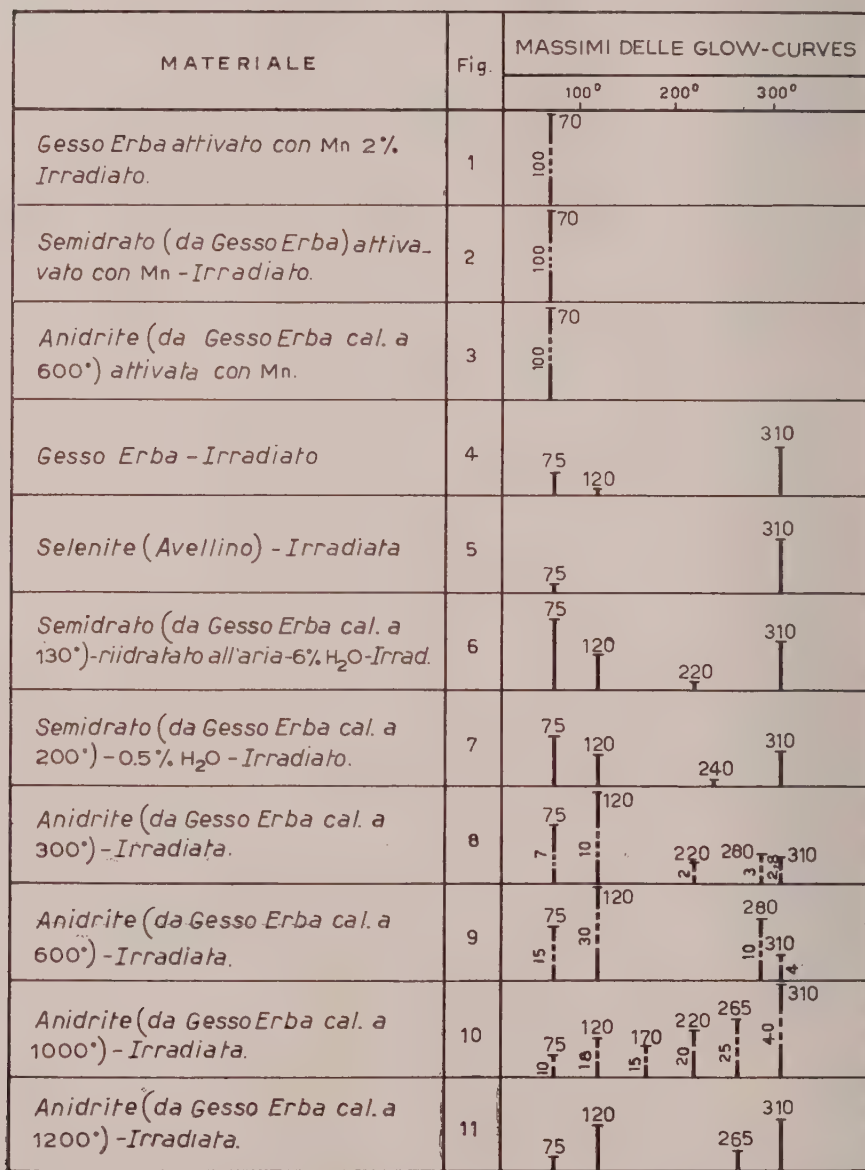 MATERIALE
Fig.
MASSIMI DELLE GLOW-CURVES
100° 200° 300°
Gesso Erba attivato con Mn 2%
Irradiato.
1
70
100
Semidrato (da Gesso Erba) attiva-
vato con Mn - Irradiato.
2
70
100
Anidrite (da Gesso Erba cal. a
600°) attivata con Mn.
3
70
100
Gesso Erba - Irradiato
4
75 120 310
Selenite (Avellino) - Irradiata
5
75 310
Semidrato (da Gesso Erba cal. a
130°)-riidratato all'aria-6% H₂O-Irrad.
6
75 120 220 310
Semidrato (da Gesso Erba cal. a
200°) - 0.5% H₂O - Irradiato.
7
75 120 240 310
Anidrite (da Gesso Erba cal. a
300°) - Irradiata.
8
75 120 220 280 310
7 10 2 3 2,8
Anidrite (da Gesso Erba cal. a
600°) - Irradiata.
9
75 120 280 310
15 30 10 4
Anidrite (da Gesso Erba cal. a
1000°) - Irradiata.
10
75 120 170 220 265 310
10 18 15 20 25 40
Anidrite (da Gesso Erba cal. a
1200°) - Irradiata.
11
75 120 265 310